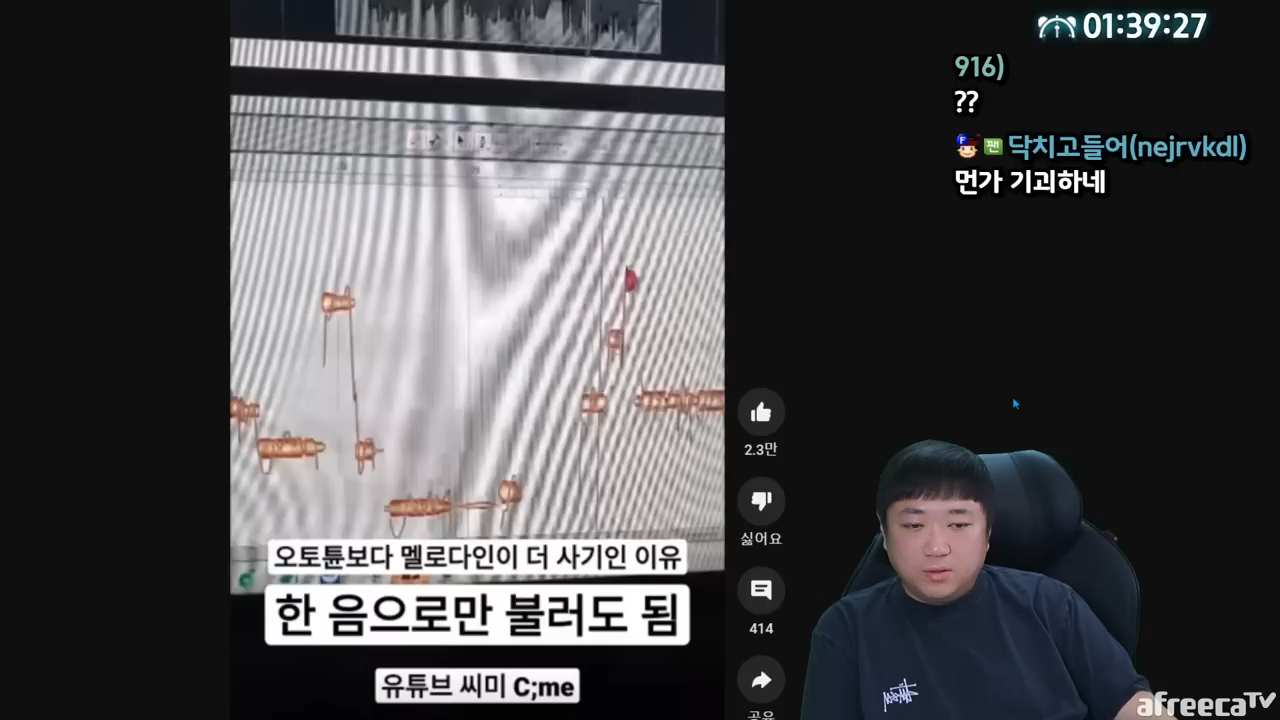 01:39:27
916)
??
F 팬 닥치고들어(nejrvkdl)
먼가 기괴하네
2.3만
싫어요
414
공유
오토튠보다 멜로다인이 더 사기인 이유
한 음으로만 불러도 됨
유튜브 씨미 C;me
afreecaTV